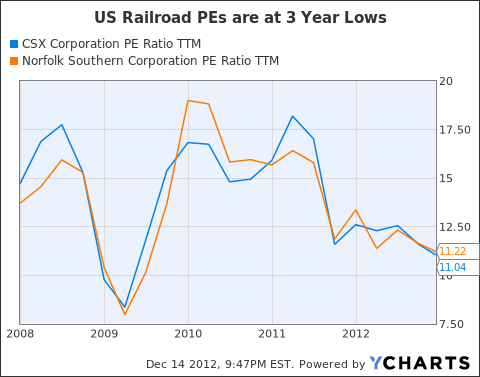 US Railroad PEs are at 3 Year Lows
CSX Corporation PE Ratio TTM
Norfolk Southern Corporation PE Ratio TTM
20
17.50
15
12.50
11.22
11.04
10
7.50
2008 2009 2010 2011 2012
Dec 14 2012, 9:47PM EST. Powered by YCHARTS